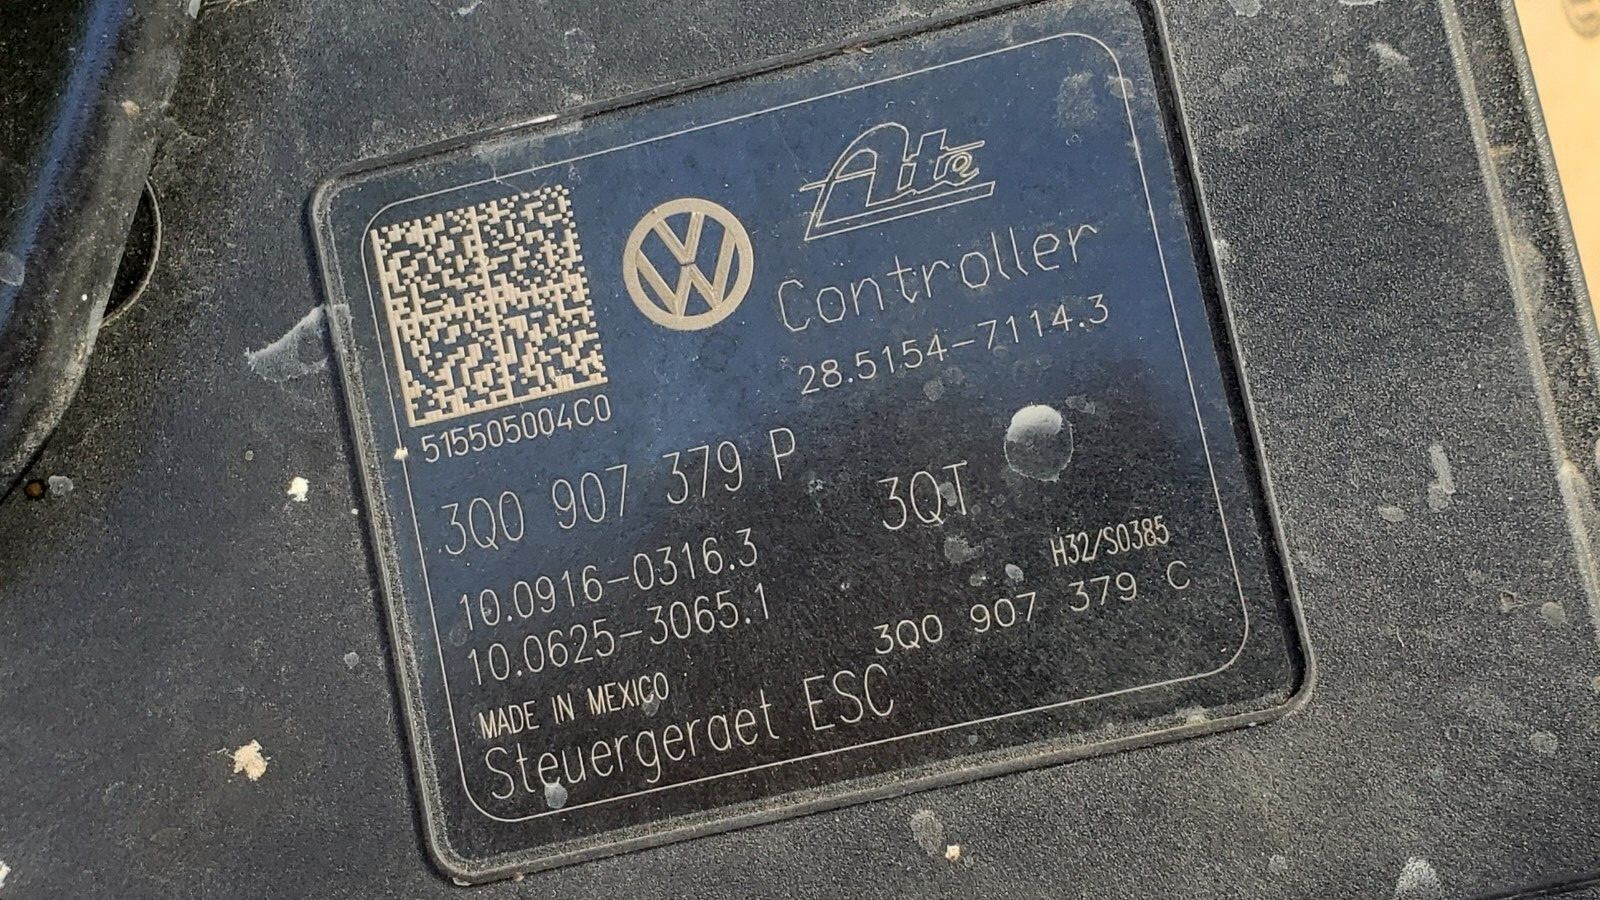 Ate
Controller
28.5154-7114.3
515505004C0
3Q0 907 379 P
3QT
10.0916-0316.3
H32/S0385
10.0625-3065.1
3Q0 907 379 C
MADE IN MEXICO
Steuergeraet ESC